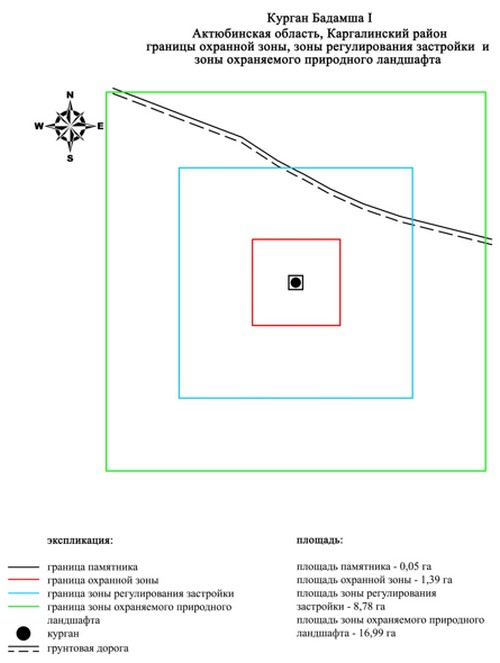 Курган Бадамша I
Актюбинская область, Каргалинский район
границы охранной зоны, зоны регулирования застройки и
зоны охраняемого природного ландшафта
N
W E
S
экспликация:
граница памятника
граница охранной зоны
граница зоны регулирования застройки
граница зоны охраняемого природного
ландшафта
курган
грунтовая дорога
площадь:
площадь памятника - 0,05 га
площадь охранной зоны - 1,39 га
площадь зоны регулирования
застройки - 8,78 га
площадь зоны охраняемого природного
ландшафта - 16,99 га